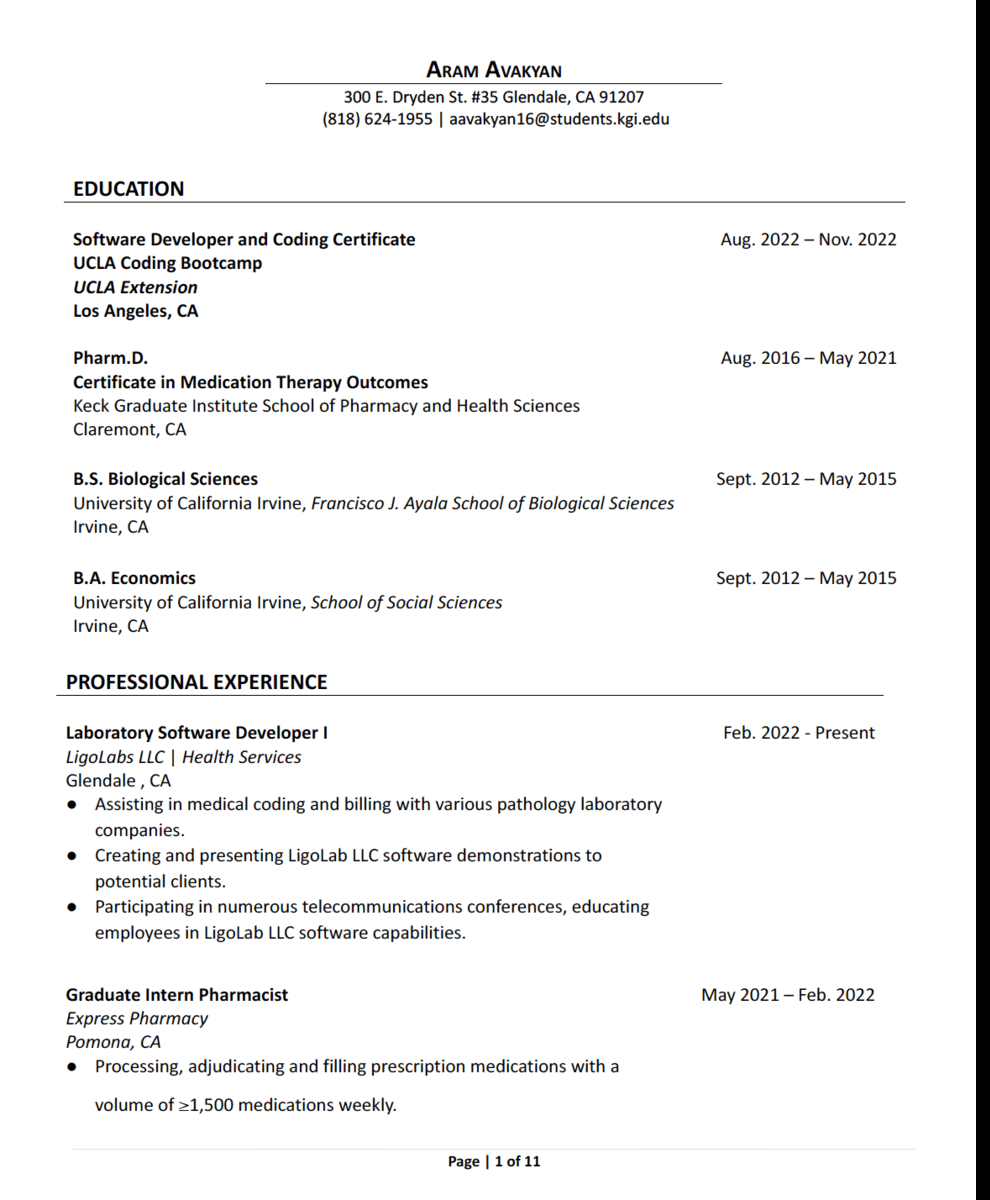 ARAM AVAKYAN
300 E. Dryden St. #35 Glendale, CA 91207
(818) 624-1955 | aavakyan16@students.kgi.edu
EDUCATION
Software Developer and Coding Certificate Aug. 2022 – Nov. 2022
UCLA Coding Bootcamp
UCLA Extension
Los Angeles, CA
Pharm.D. Aug. 2016 – May 2021
Certificate in Medication Therapy Outcomes
Keck Graduate Institute School of Pharmacy and Health Sciences
Claremont, CA
B.S. Biological Sciences Sept. 2012 – May 2015
University of California Irvine, Francisco J. Ayala School of Biological Sciences
Irvine, CA
B.A. Economics Sept. 2012 – May 2015
University of California Irvine, School of Social Sciences
Irvine, CA
PROFESSIONAL EXPERIENCE
Laboratory Software Developer I Feb. 2022 - Present
LigoLabs LLC | Health Services
Glendale , CA
● Assisting in medical coding and billing with various pathology laboratory
companies.
● Creating and presenting LigoLab LLC software demonstrations to
potential clients.
● Participating in numerous telecommunications conferences, educating
employees in LigoLab LLC software capabilities.
Graduate Intern Pharmacist May 2021 – Feb. 2022
Express Pharmacy
Pomona, CA
● Processing, adjudicating and filling prescription medications with a
volume of ≥1,500 medications weekly.
Page | 1 of 11